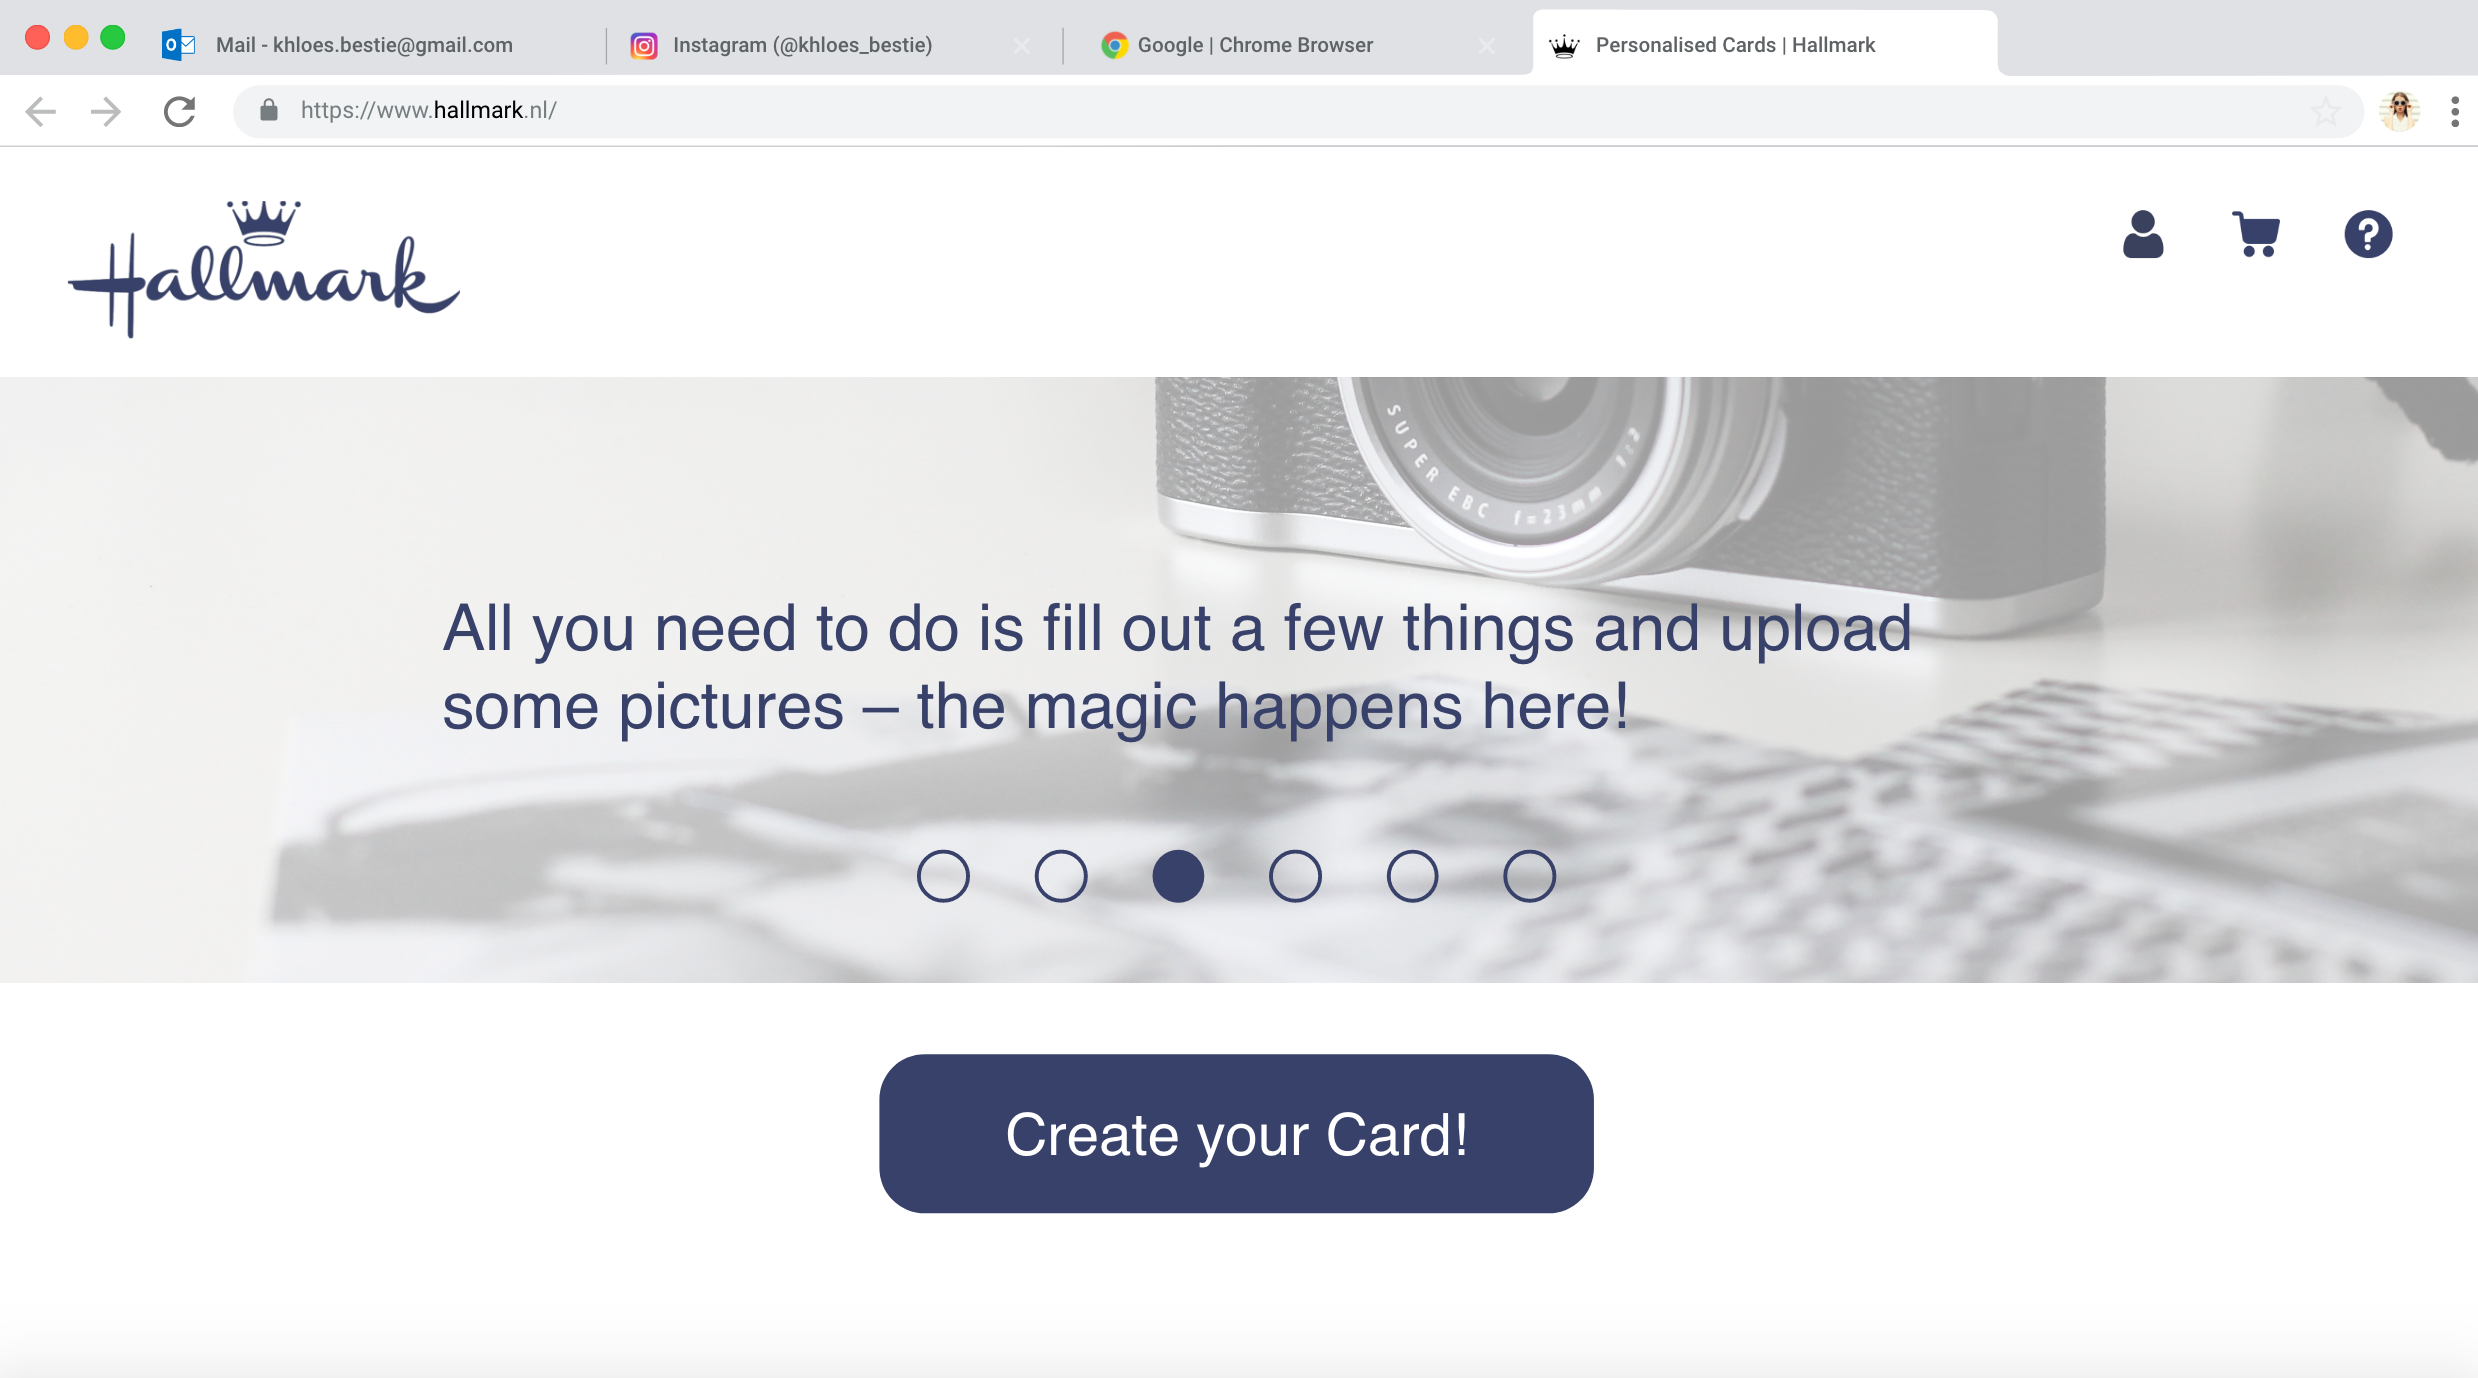 Mail - khloes.bestie@gmail.com
Instagram (@khloes_bestie)
Google | Chrome Browser
Personalised Cards | Hallmark
https://www.hallmark.nl/
Hallmark
SUPER EBC f=23mm 1:2
All you need to do is fill out a few things and upload
some pictures – the magic happens here!
Create your Card!